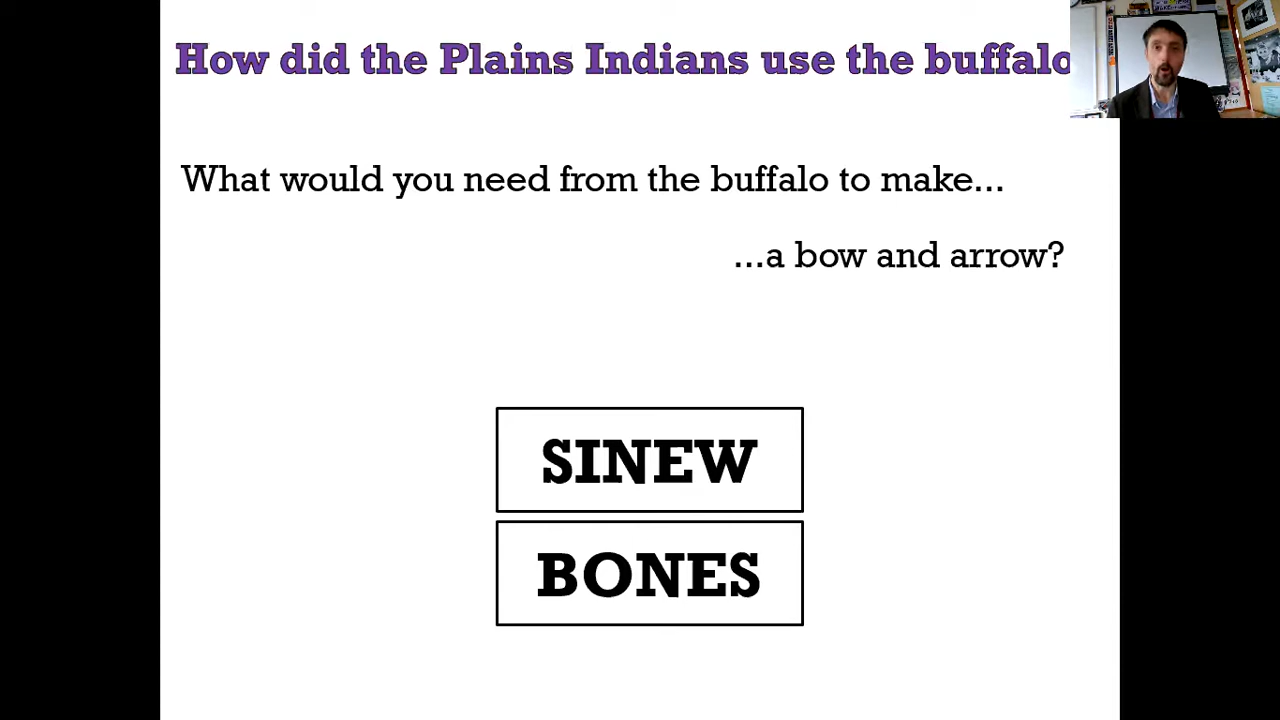 How did the Plains Indians use the buffalo
What would you need from the buffalo to make...
...a bow and arrow?
SINEW
BONES